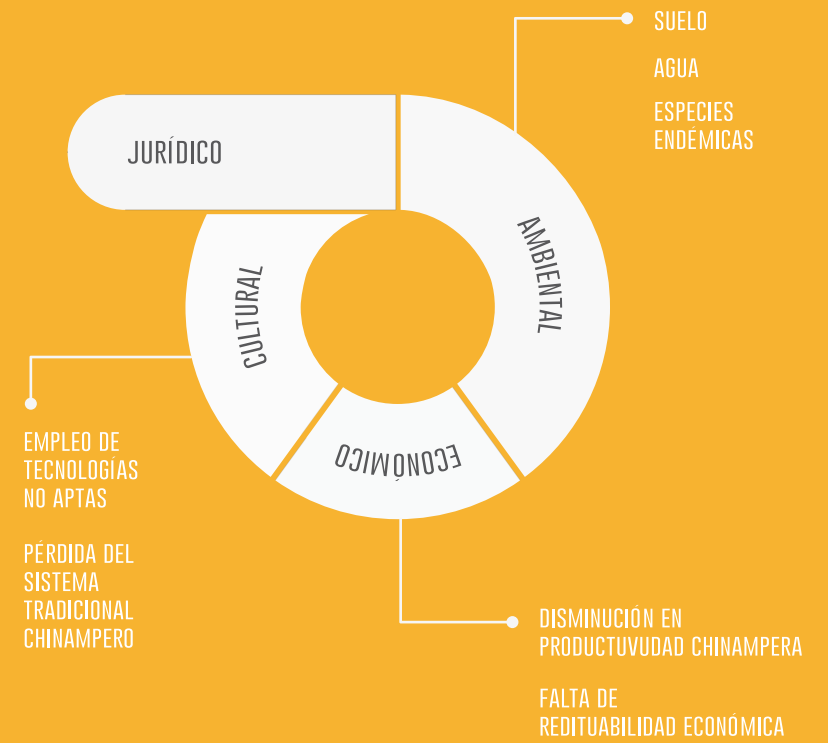 SUELO
AGUA
ESPECIES
ENDÉMICAS
JURÍDICO
AMBIENTAL
CULTURAL
ECONÓMICO
EMPLEO DE
TECNOLOGÍAS
NO APTAS
PÉRDIDA DEL
SISTEMA
TRADICIONAL
CHINAMPERO
DISMINUCIÓN EN
PRODUCTUVUDAD CHINAMPERA
FALTA DE
REDITUABILIDAD ECONÓMICA